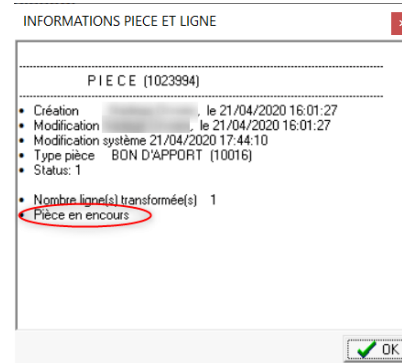 INFORMATIONS PIECE ET LIGNE
P I E C E (1023994)
• Création , le 21/04/2020 16:01:27
• Modification , le 21/04/2020 16:01:27
• Modification système 21/04/2020 17:44:10
• Type pièce BON D'APPORT (10016)
• Status: 1
• Nombre ligne(s) transformée(s) 1
• Pièce en encours
OK